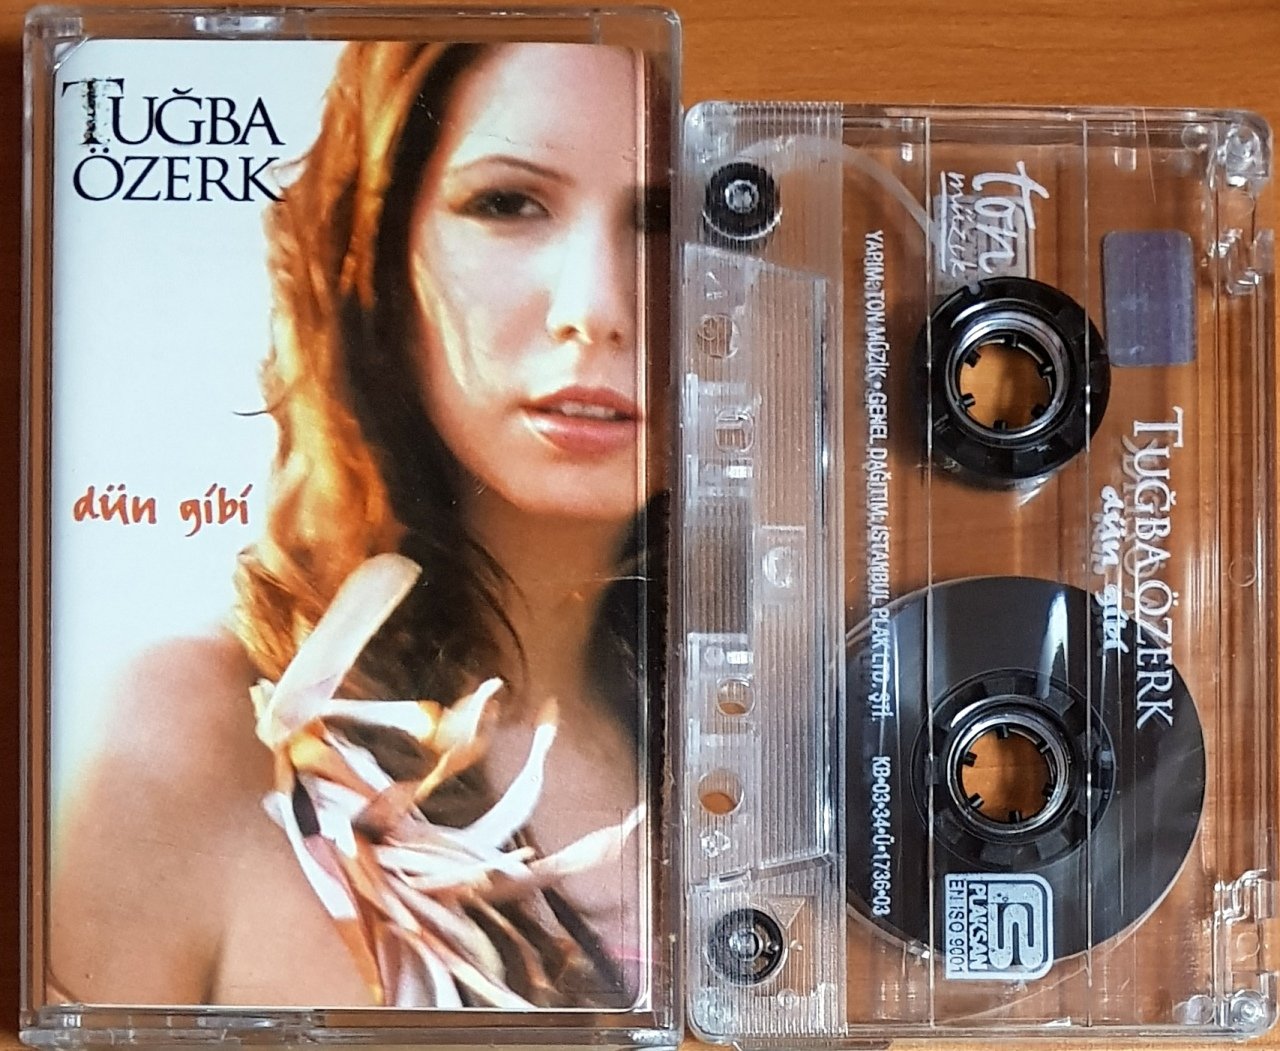 TUĞBA
ÖZERK
dün gibi
ton
müzik
YARIM TON MÜZİK • GENEL DAĞITIM: İSTANBUL PLAK LTD. ŞTİ. KB•03•34•Ü•1736•03
TUĞBA ÖZERK
dün gibi
PLAKSAN
EN ISO 9001